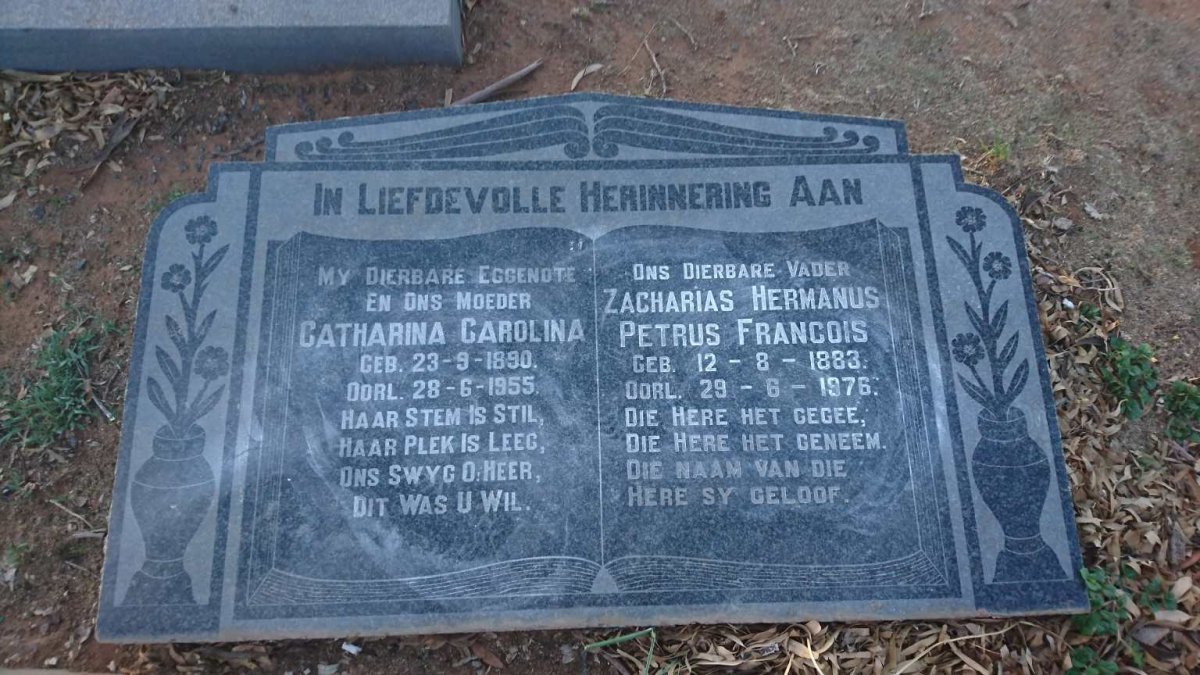 IN LIEFDEVOLLE HERINNERING AAN
MY DIERBARE EGGENOTE
EN ONS MOEDER
CATHARINA CAROLINA
GEB. 23-9-1890.
OORL. 28-6-1955.
HAAR STEM IS STIL,
HAAR PLEK IS LEEG,
ONS SWYG O: HEER,
DIT WAS U WIL.
ONS DIERBARE VADER
ZACHARIAS HERMANUS
PETRUS FRANCOIS
GEB. 12 - 8 - 1883.
OORL. 29 - 6 - 1976.
DIE HERE HET GEGEE,
DIE HERE HET GENEEM.
DIE NAAM VAN DIE
HERE SY GELOOF.